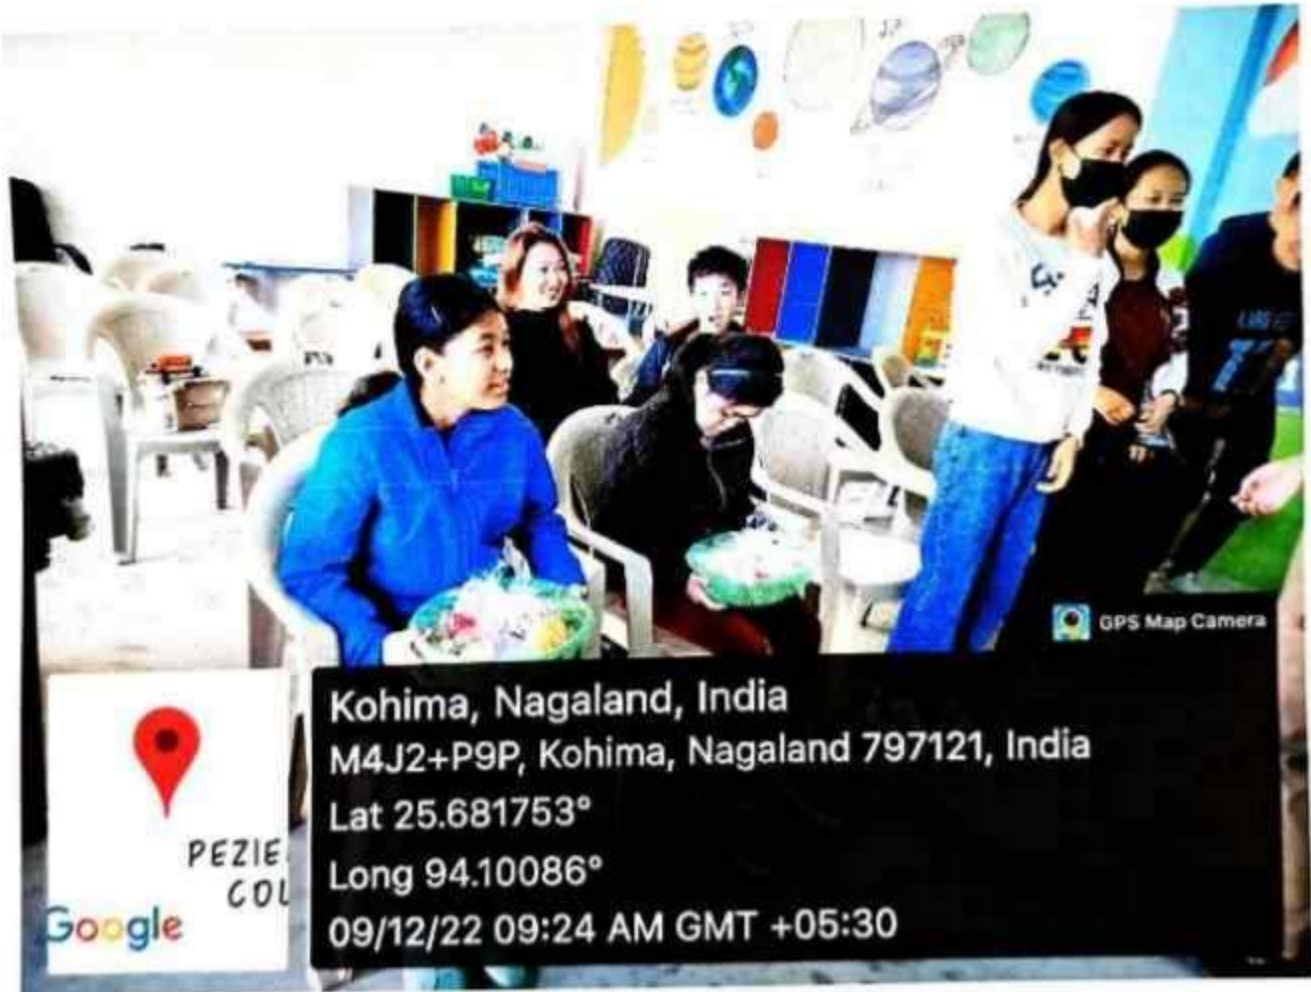 GPS Map Camera
Kohima, Nagaland, India
M4J2+P9P, Kohima, Nagaland 797121, India
Lat 25.681753°
Long 94.10086°
09/12/22 09:24 AM GMT +05:30
PEZIE
COL
Google